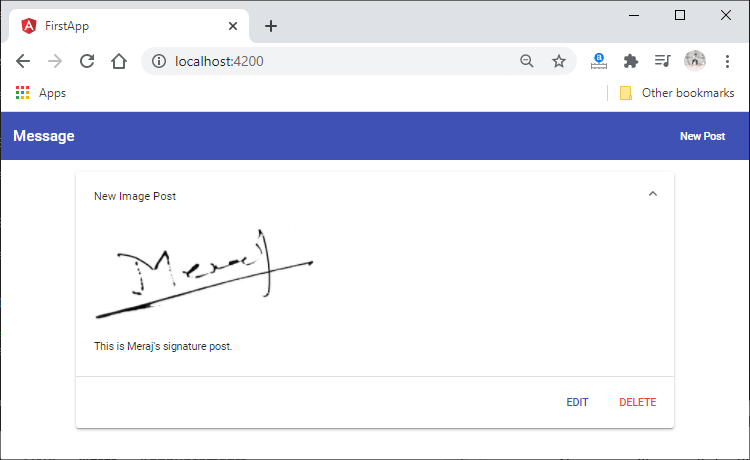 FirstApp
localhost:4200
Apps
Other bookmarks
Message
New Post
New Image Post
Meraj
This is Meraj's signature post.
EDIT
DELETE